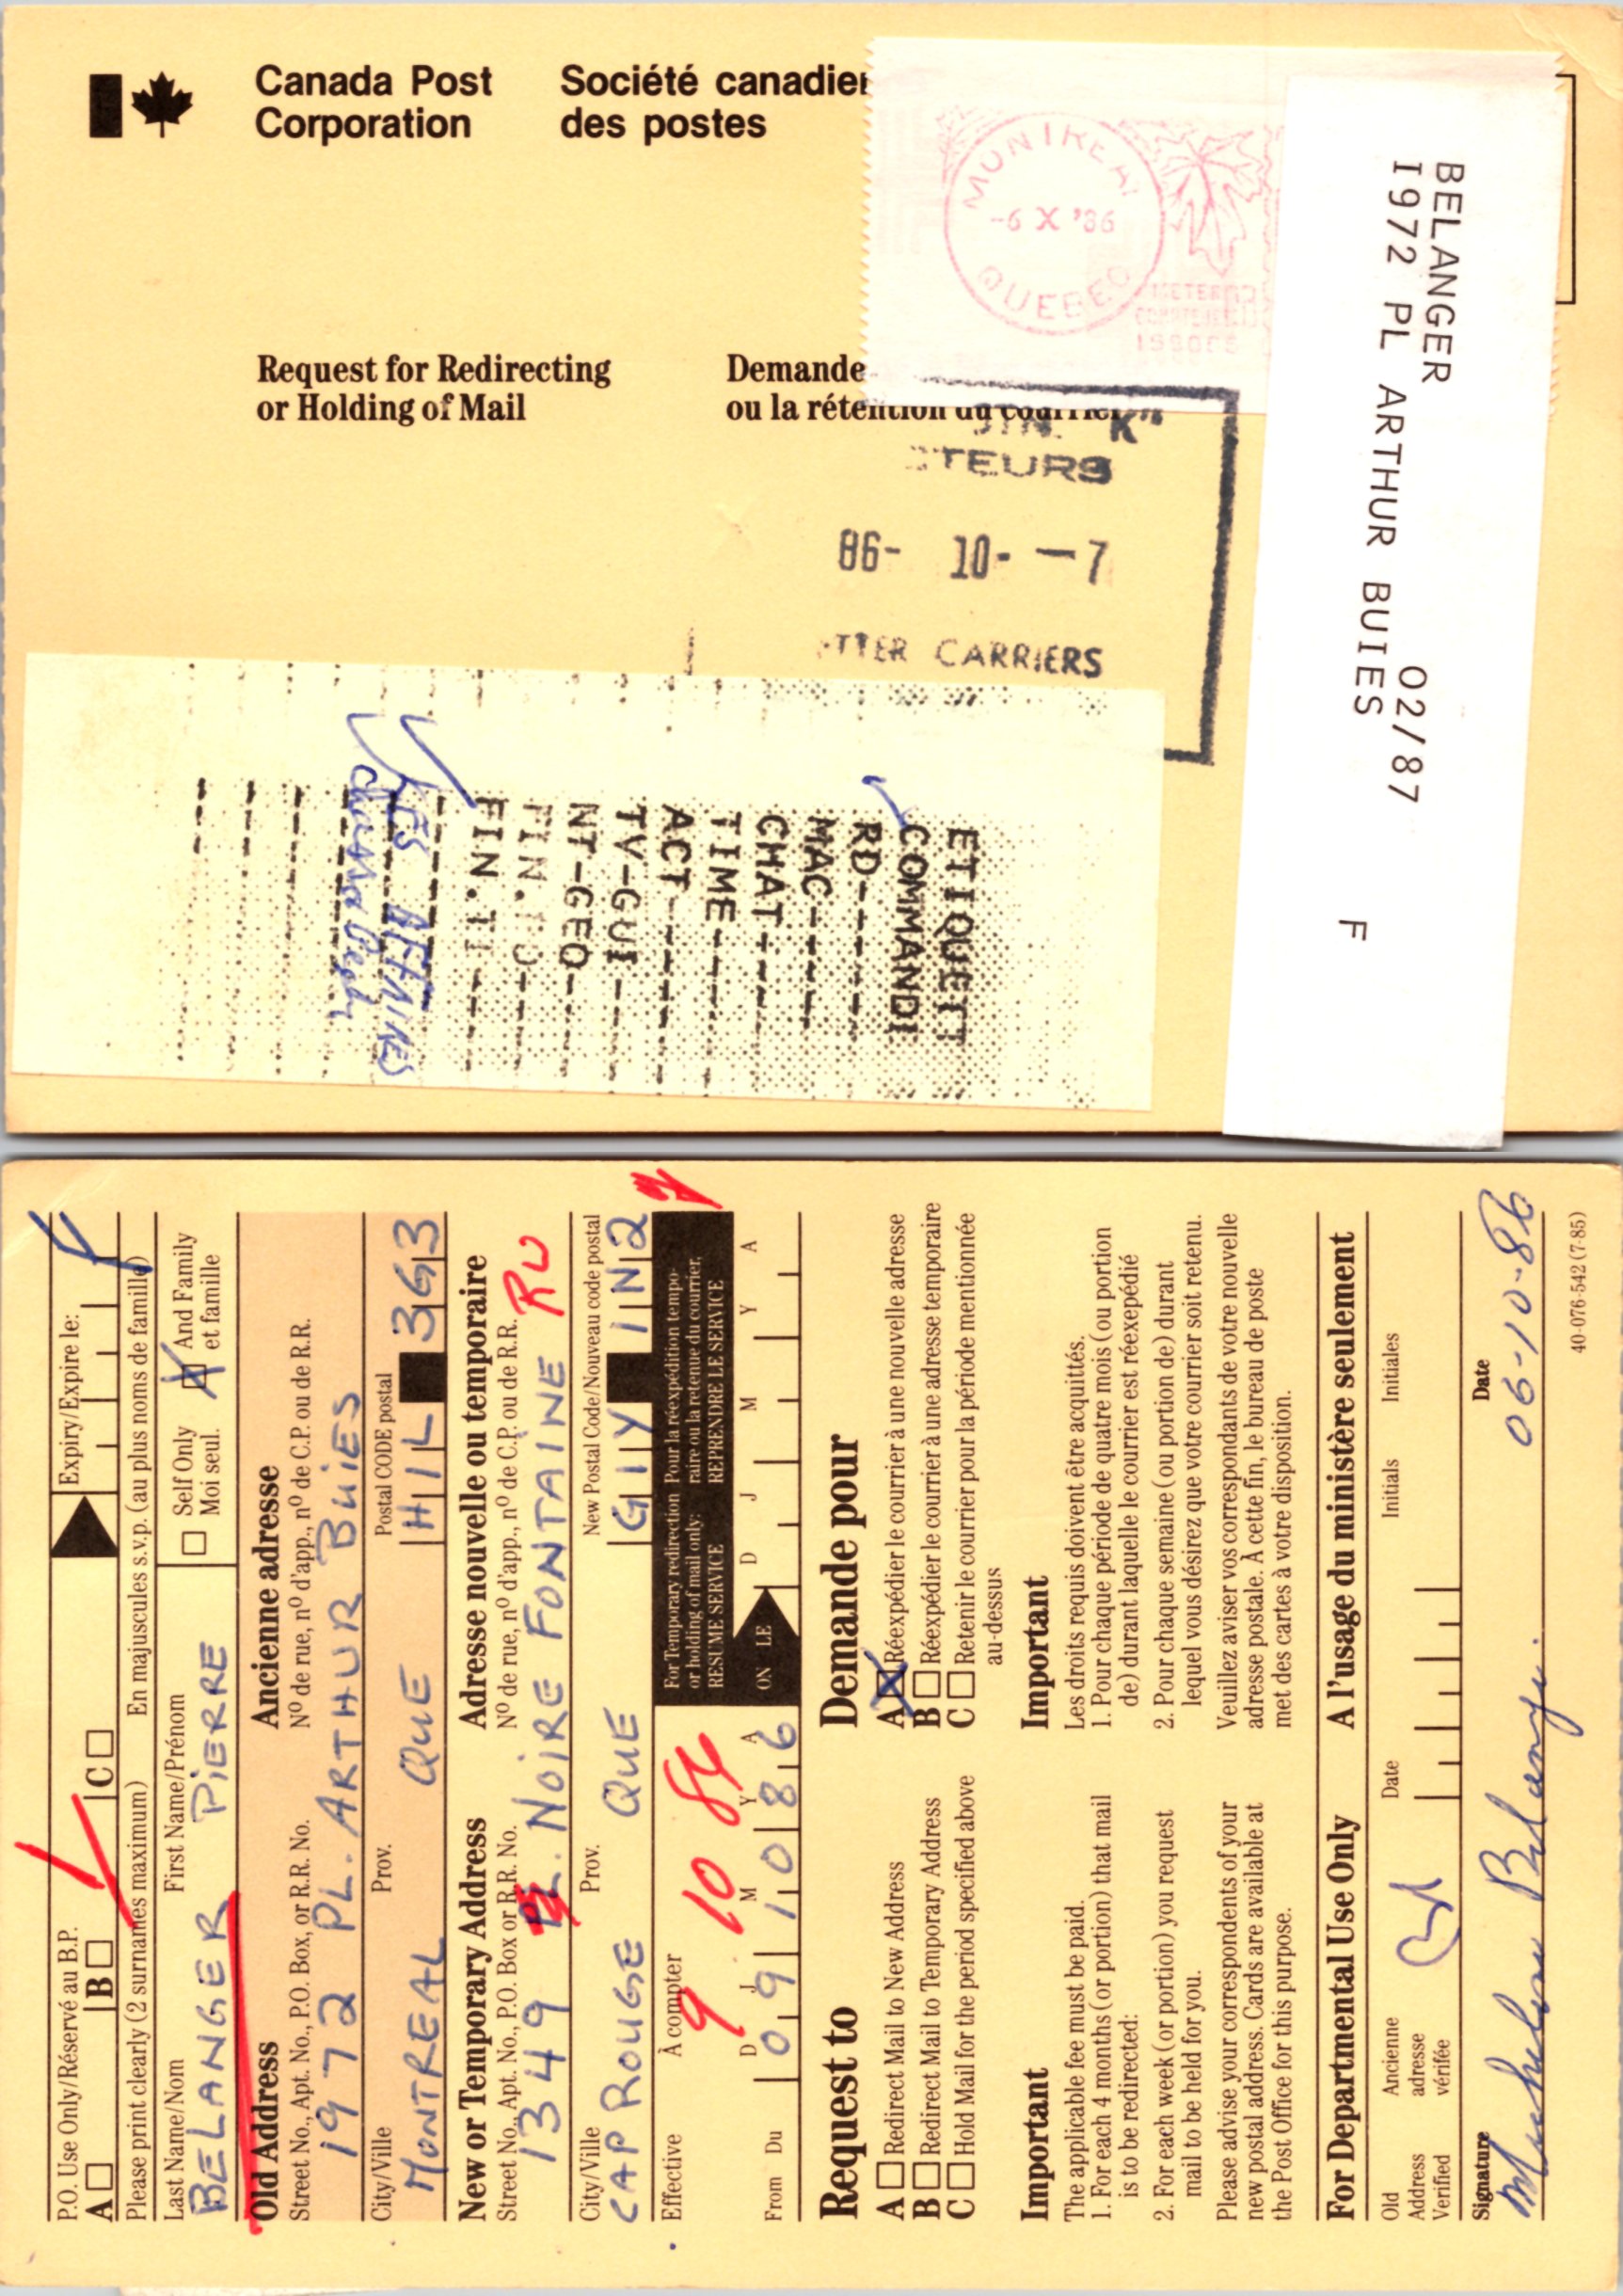 Canada Post
Corporation
Société canadien
des postes
MONTREAL
-6 X '86
QUEBEC
Request for Redirecting
or Holding of Mail
Demande
ou la rétention du courrier
STN. K"
TEURS
86- 10- -7
TTER CARRIERS
BELANGER 02/87
1972 PL ARTHUR BUIES F
ETIQUETT
COMMANDE
RD
MAC
CHAT
TIME
ACT
TV-GUI
NT-GEO
FIN.
FIN.
LES AFFAIRES
P.O. Use Only/Réservé au B.P.
A B C
Expiry/Expire le:
Please print clearly (2 surnames maximum) En majuscules s.v.p. (au plus noms de famille)
Last Name/Nom First Name/Prénom
BELANGER PIERRE
Self Only
Moi seul.
X And Family
et famille
Old Address Ancienne adresse
Street No., Apt. No., P.O. Box, or R.R. No. Nº de rue, nº d'app., nº de C.P. ou de R.R.
1972 PL. ARTHUR BUIES
City/Ville Prov. Postal CODE postal
MONTREAL QUE H1L 3G3
New or Temporary Address Adresse nouvelle ou temporaire
Street No., Apt. No., P.O. Box or R.R. No. Nº de rue, nº d'app., nº de C.P. ou de R.R.
1349 NOIRE FONTAINE RU
City/Ville Prov. New Postal Code/Nouveau code postal
CAP ROUGE QUE G1Y 1N2
Effective À compter
9 10 86
For Temporary redirection
or holding of mail only:
RESUME SERVICE
Pour la réexpédition tempo-
raire ou la retenue du courrier,
REPRENDRE LE SERVICE
From Du D J M Y A
09 10 86
ON LE D J M Y A
Request to
A Redirect Mail to New Address
B Redirect Mail to Temporary Address
C Hold Mail for the period specified above
Demande pour
A X Réexpédier le courrier à une nouvelle adresse
B Réexpédier le courrier à une adresse temporaire
C Retenir le courrier pour la période mentionnée
au-dessus
Important
The applicable fee must be paid.
1. For each 4 months (or portion) that mail
is to be redirected:
2. For each week (or portion) you request
mail to be held for you.
Please advise your correspondents of your
new postal address. Cards are available at
the Post Office for this purpose.
Important
Les droits requis doivent être acquittés.
1. Pour chaque période de quatre mois (ou portion
de) durant laquelle le courrier est réexépédié
2. Pour chaque semaine (ou portion de) durant
lequel vous désirez que votre courrier soit retenu.
Veuillez aviser vos correspondants de votre nouvelle
adresse postale. À cette fin, le bureau de poste
met des cartes à votre disposition.
For Departmental Use Only A l'usage du ministère seulement
Old
Address
Verified
Ancienne
adresse
vérifée
Date Initials Initiales
Signature Date
Belanger. 06-10-86
40-076-542 (7-85)